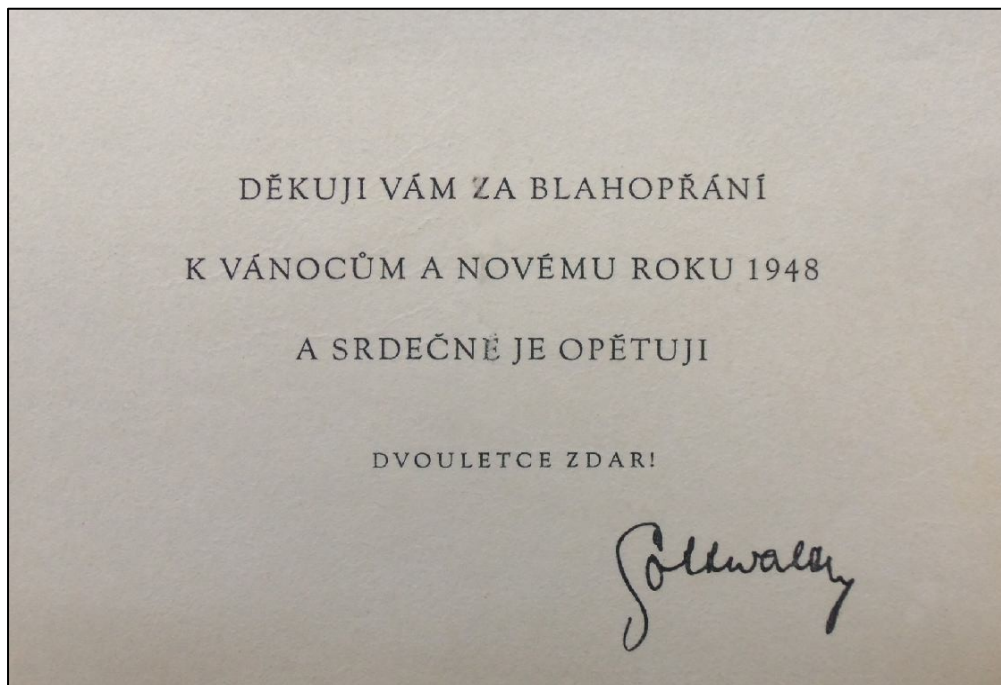 DĚKUJI VÁM ZA BLAHOPŘÁNÍ
K VÁNOCŮM A NOVÉMU ROKU 1948
A SRDEČNĚ JE OPĚTUJI
DVOULETCE ZDAR!
Gottwald